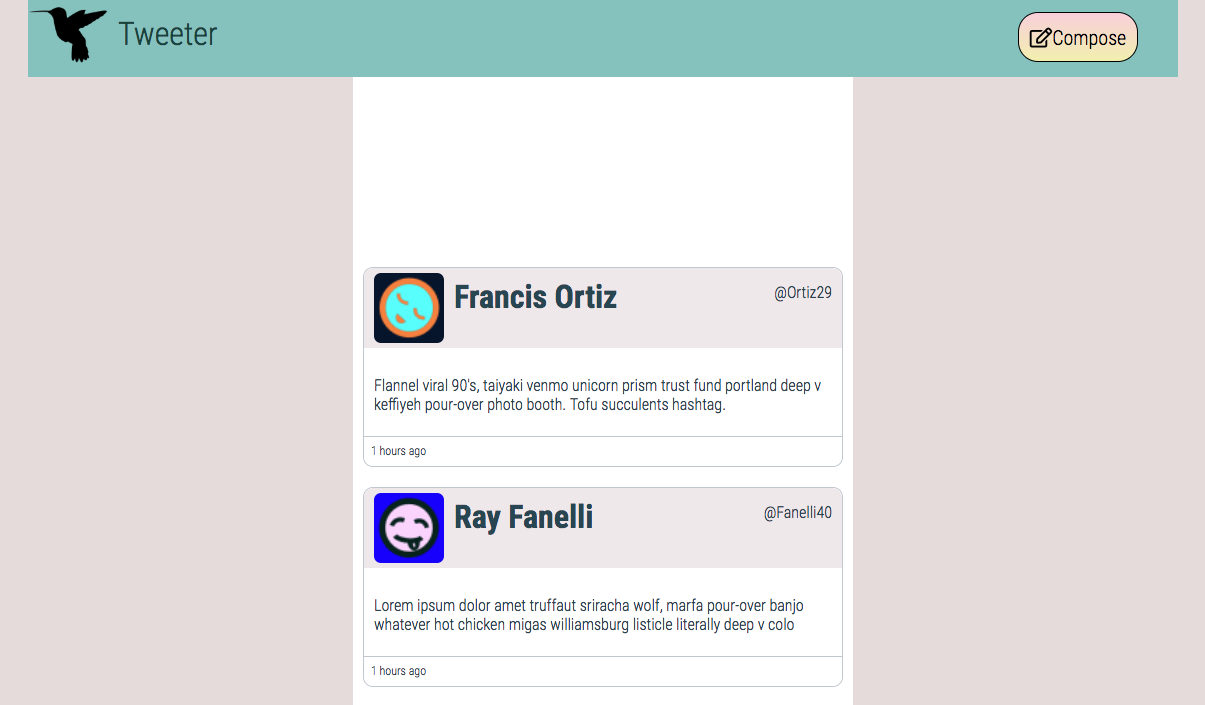 Tweeter
Compose
Francis Ortiz
@Ortiz29
Flannel viral 90's, taiyaki venmo unicorn prism trust fund portland deep v
keffiyeh pour-over photo booth. Tofu succulents hashtag.
1 hours ago
Ray Fanelli
@Fanelli40
Lorem ipsum dolor amet truffaut sriracha wolf, marfa pour-over banjo
whatever hot chicken migas williamsburg listicle literally deep v colo
1 hours ago